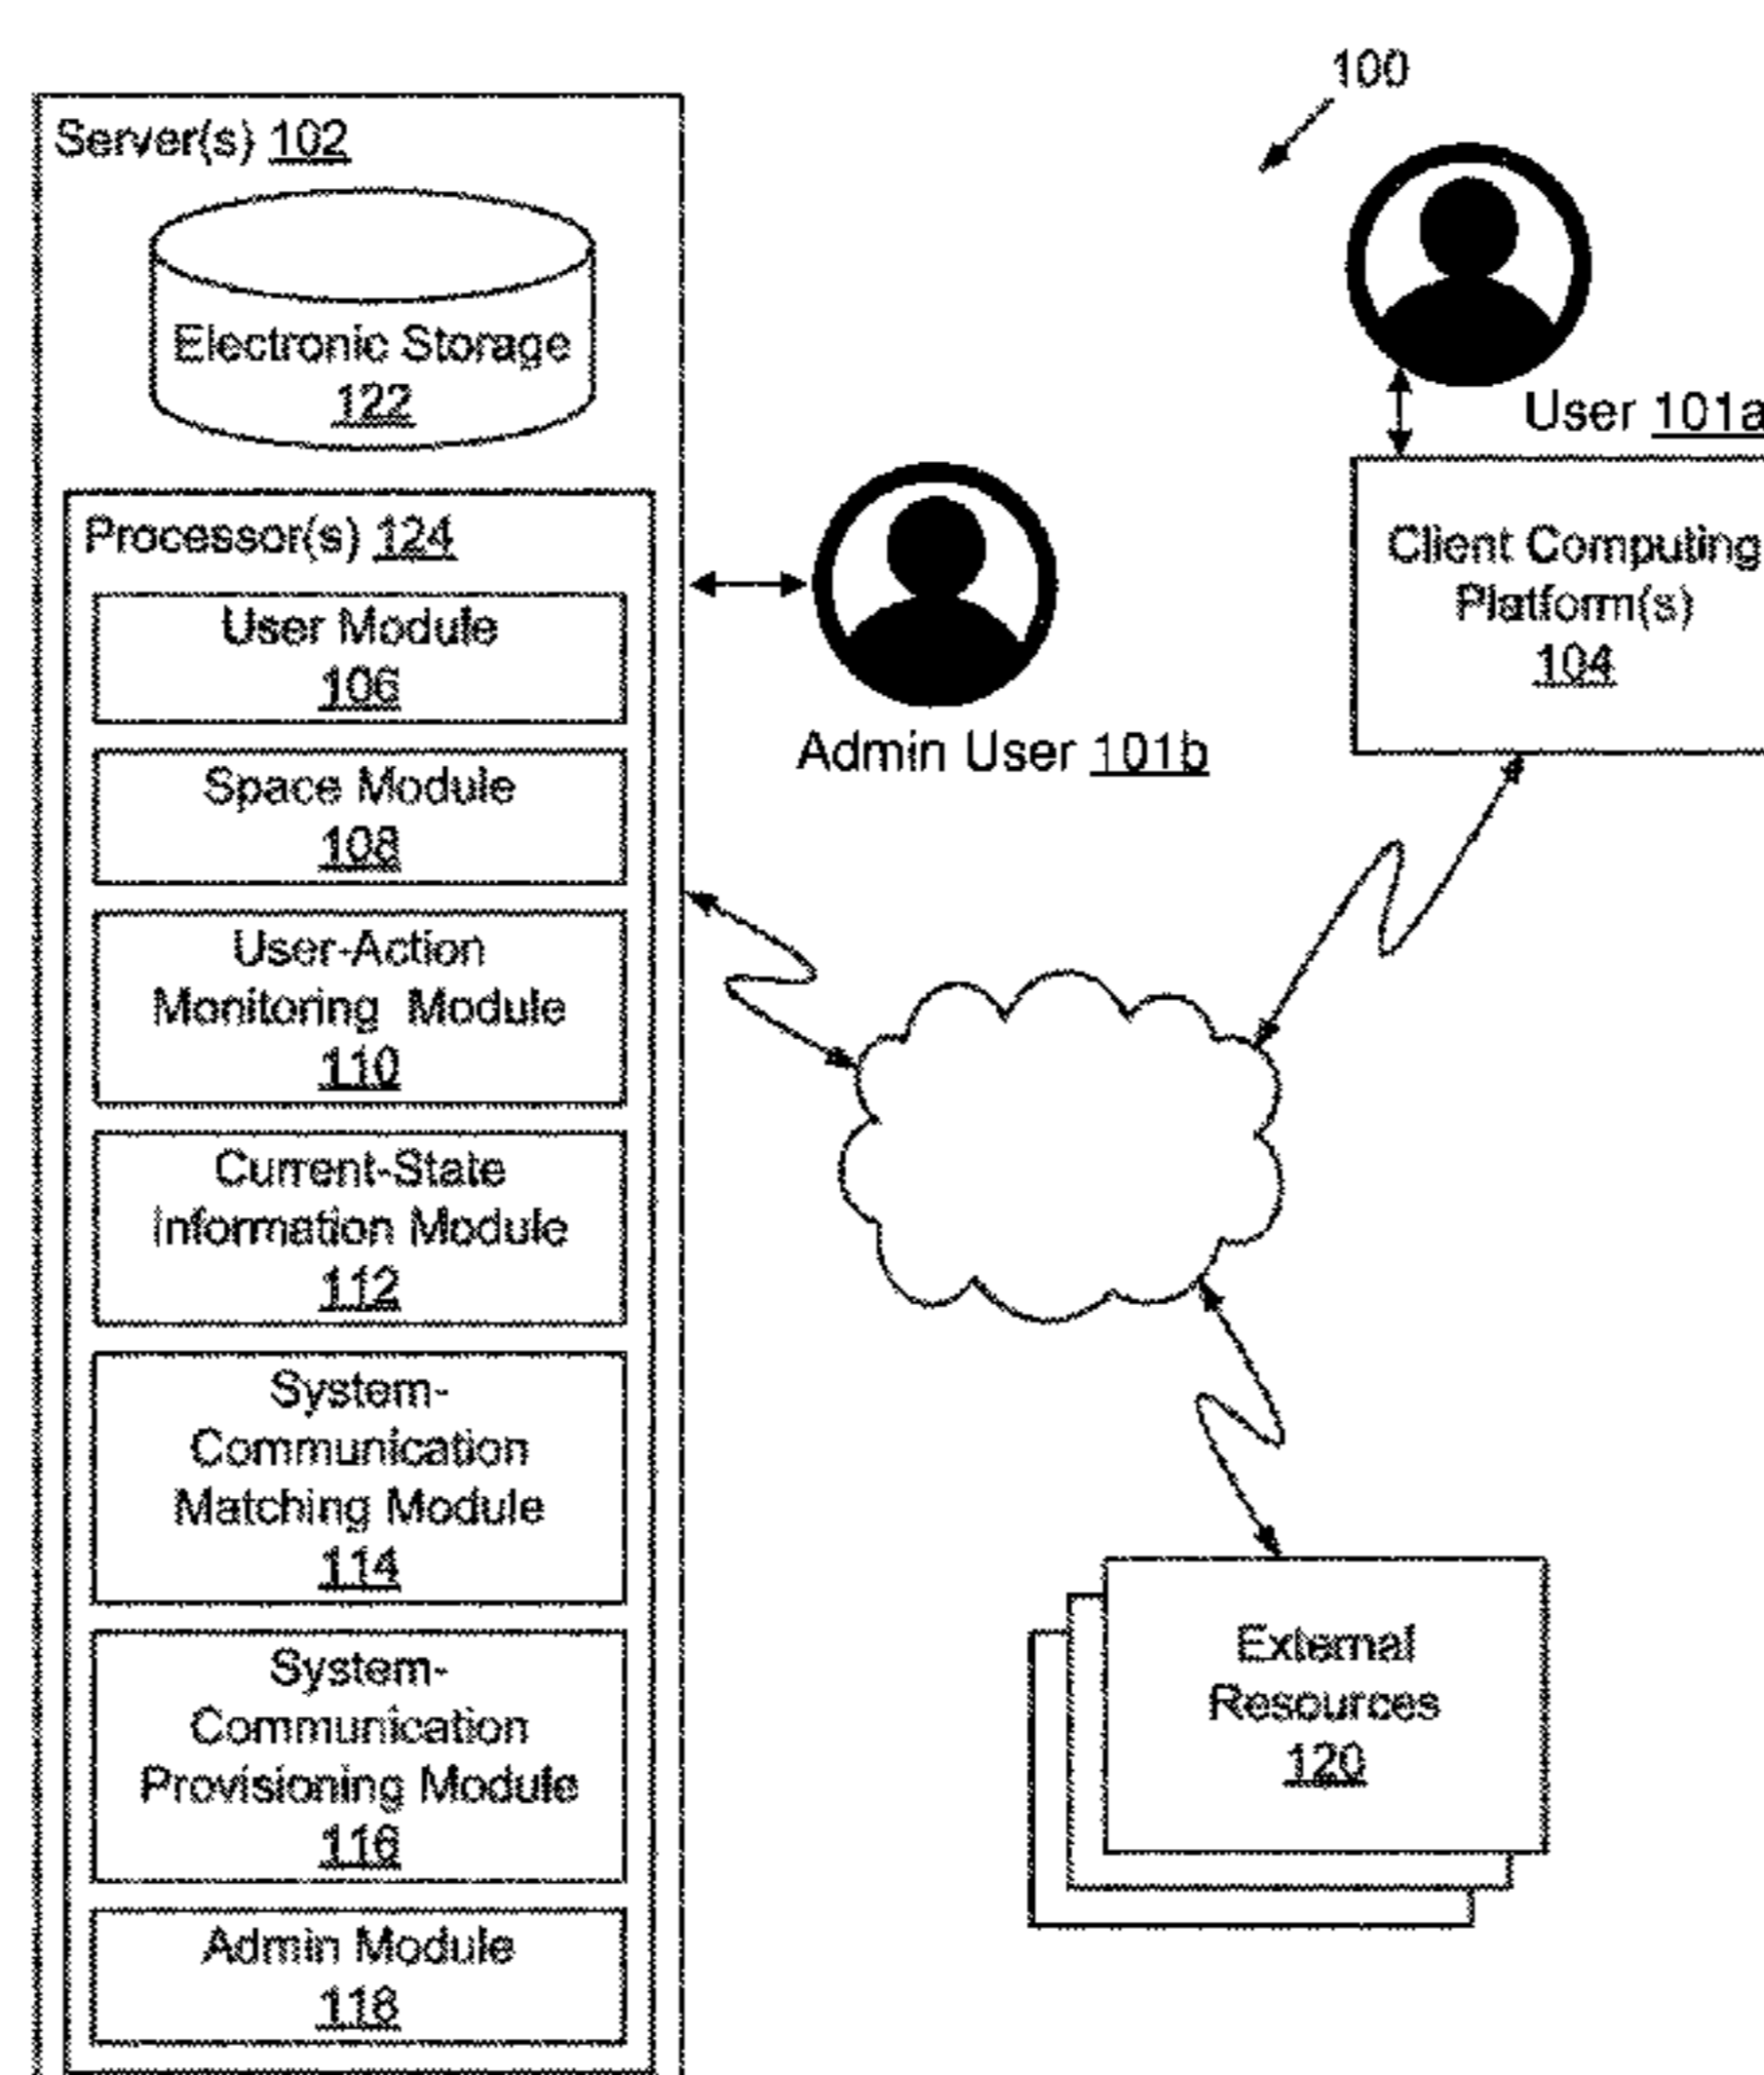 100
Server(s) 102
Electronic Storage
122
User 101a
Processor(s) 124
User Module
106
Client Computing
Platform(s)
104
Admin User 101b
Space Module
108
User-Action
Monitoring Module
110
Current-State
Information Module
112
System-
Communication
Matching Module
114
System-
Communication
Provisioning Module
116
External
Resources
120
Admin Module
118